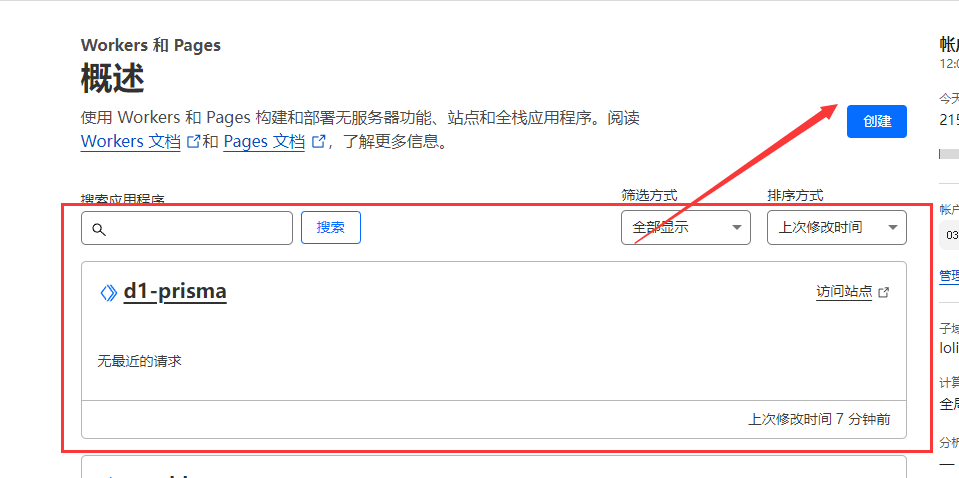 Workers 和 Pages
概述
使用 Workers 和 Pages 构建和部署无服务器功能、站点和全栈应用程序。阅读
Workers 文档 和 Pages 文档 ，了解更多信息。
创建
搜索应用程序
搜索
筛选方式
全部显示
排序方式
上次修改时间
d1-prisma
访问站点
无最近的请求
上次修改时间 7 分钟前
帐户
12:0
今天
215
帐户
03
管理
子域
loli
计算
全局
分析